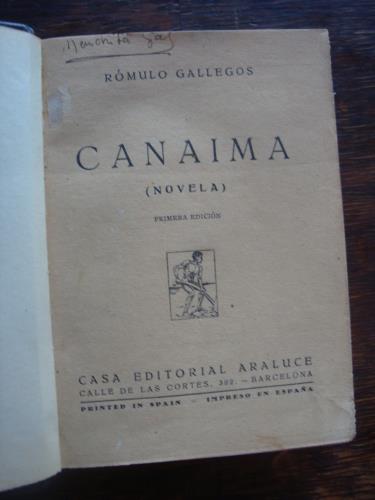 RÓMULO GALLEGOS
CANAIMA
(NOVELA)
PRIMERA EDICIÓN
CASA EDITORIAL ARALUCE
CALLE DE LAS CORTES, 392. — BARCELONA
PRINTED IN SPAIN — IMPRESO EN ESPAÑA